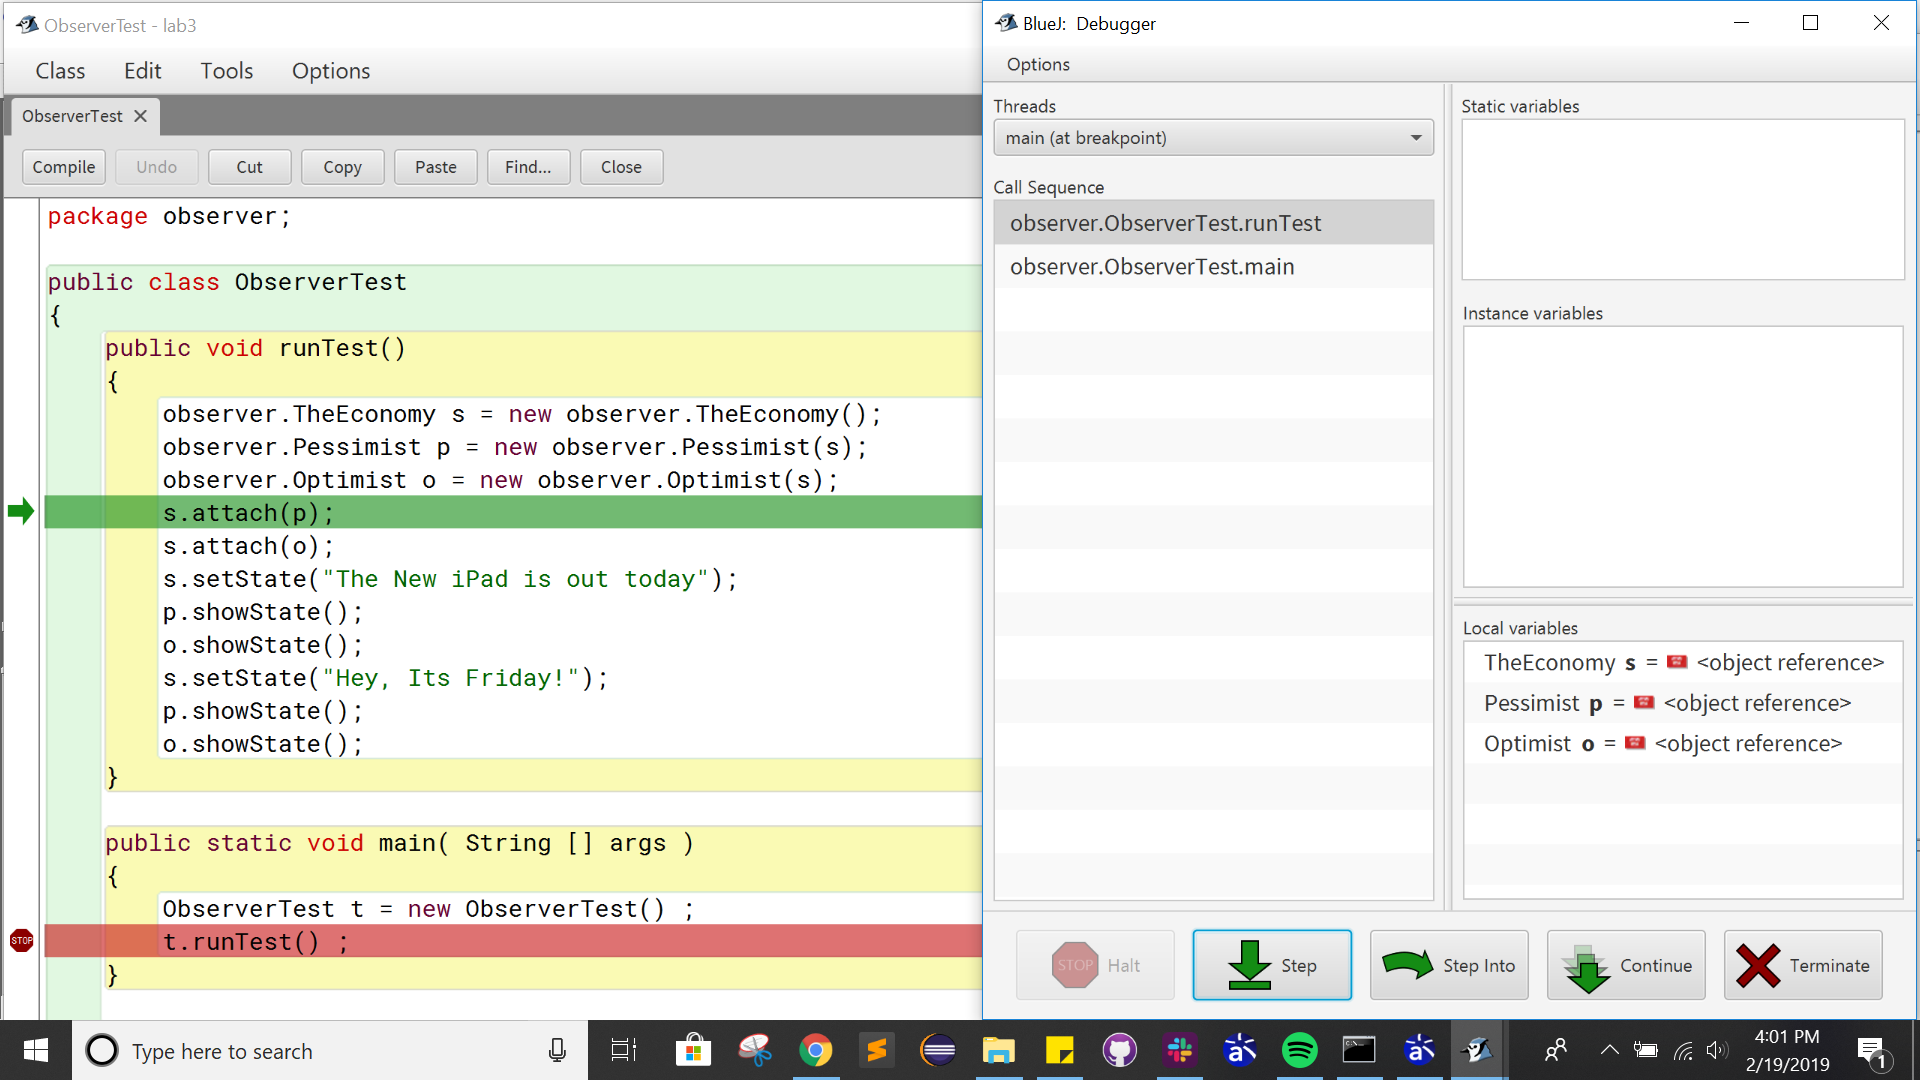 ObserverTest - lab3
Class Edit Tools Options
ObserverTest
Compile Undo Cut Copy Paste Find... Close
package observer;
public class ObserverTest
{
public void runTest()
{
observer.TheEconomy s = new observer.TheEconomy();
observer.Pessimist p = new observer.Pessimist(s);
observer.Optimist o = new observer.Optimist(s);
s.attach(p);
s.attach(o);
s.setState("The New iPad is out today");
p.showState();
o.showState();
s.setState("Hey, Its Friday!");
p.showState();
o.showState();
}
public static void main( String [] args )
{
ObserverTest t = new ObserverTest() ;
STOP t.runTest() ;
}
BlueJ: Debugger
Options
Threads
main (at breakpoint)
Call Sequence
observer.ObserverTest.runTest
observer.ObserverTest.main
Static variables
Instance variables
Local variables
TheEconomy s = <object reference>
Pessimist p = <object reference>
Optimist o = <object reference>
STOP Halt Step Step Into Continue Terminate
Type here to search
4:01 PM
2/19/2019
1